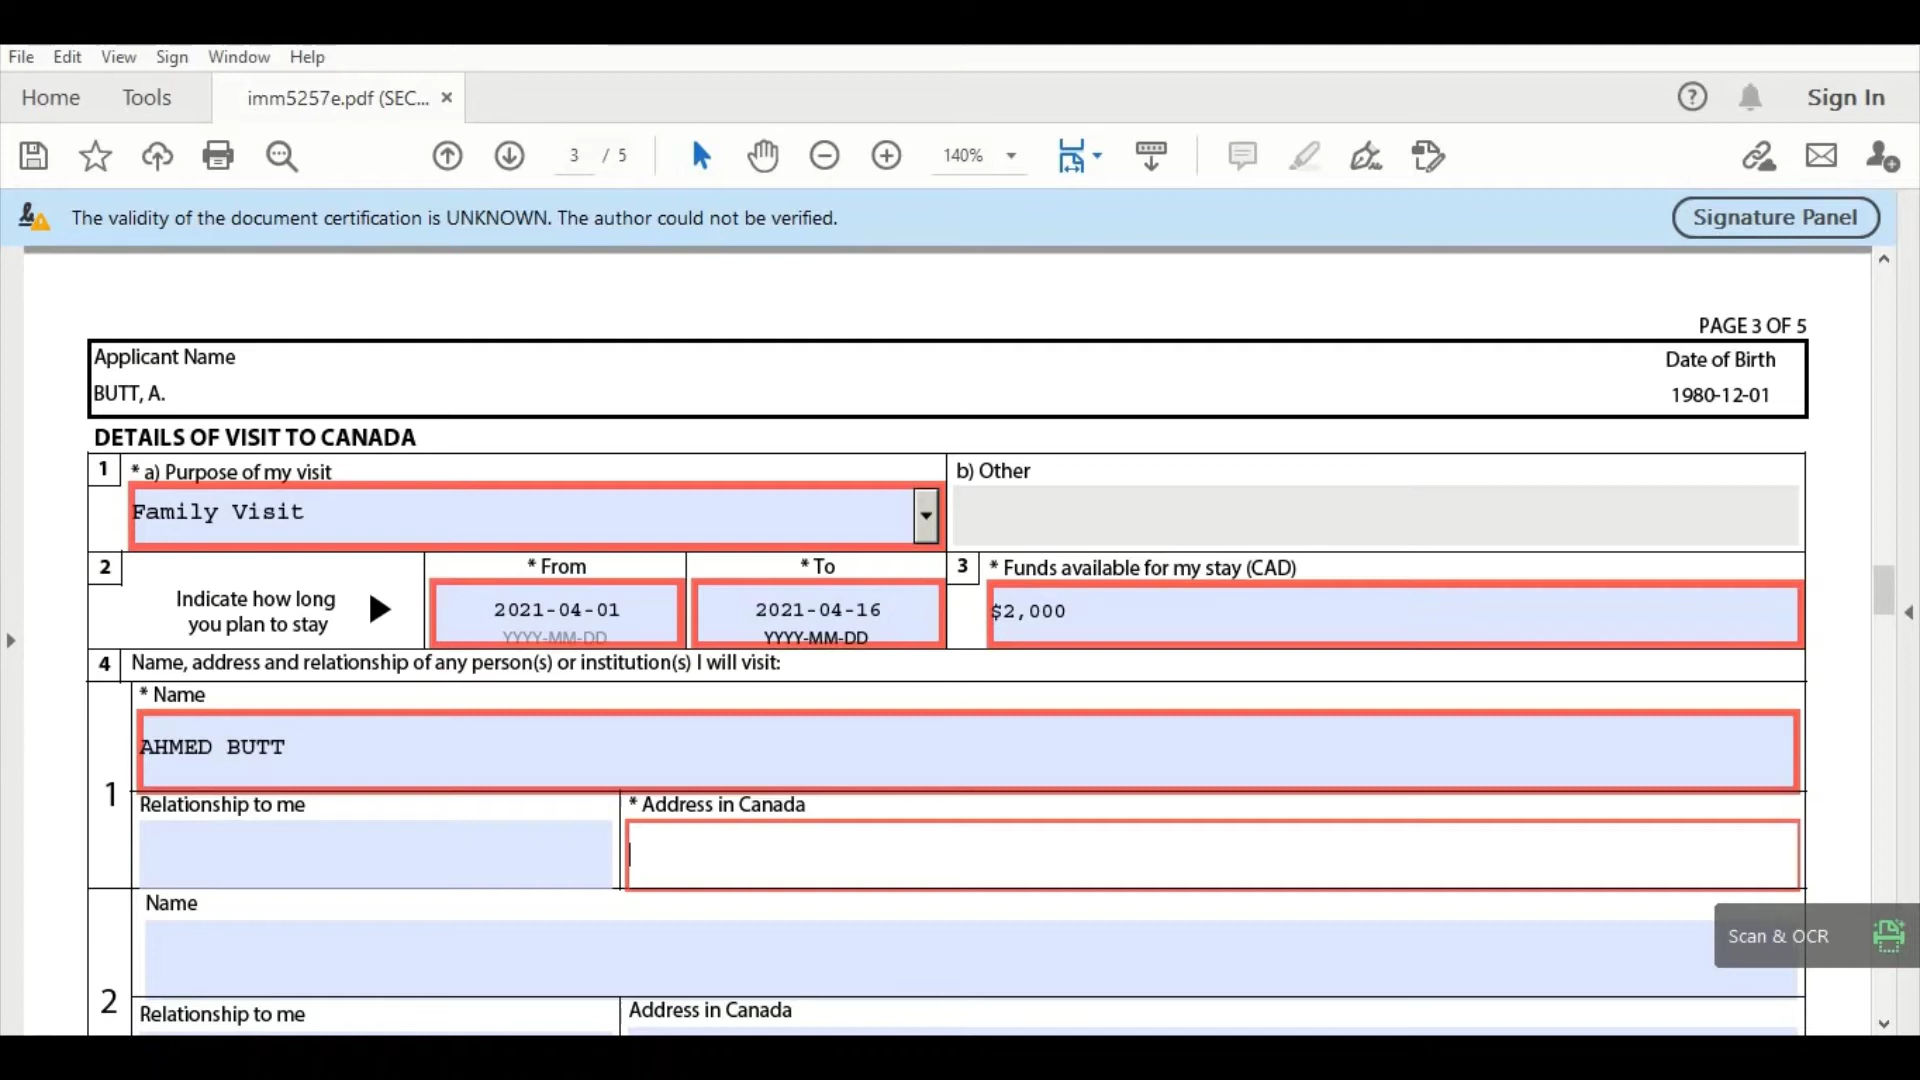 File Edit View Sign Window Help
Home Tools imm5257e.pdf (SEC... × ? Sign In
3 / 5 140%
The validity of the document certification is UNKNOWN. The author could not be verified. Signature Panel
PAGE 3 OF 5
Applicant Name Date of Birth
BUTT, A. 1980-12-01
DETAILS OF VISIT TO CANADA
1 * a) Purpose of my visit b) Other
Family Visit
2 * From * To 3 * Funds available for my stay (CAD)
Indicate how long
you plan to stay
2021-04-01 2021-04-16 $2,000
YYYY-MM-DD YYYY-MM-DD
4 Name, address and relationship of any person(s) or institution(s) I will visit:
* Name
AHMED BUTT
1
Relationship to me * Address in Canada
Name
Scan & OCR
2
Relationship to me Address in Canada